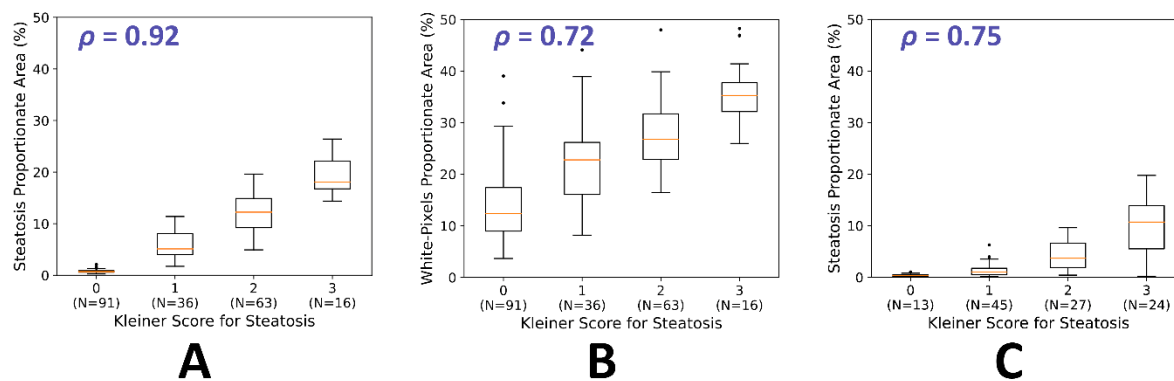 Steatosis Proportionate Area (%)
50
40
30
20
10
0
ρ = 0.92
0 1 2 3
(N=91) (N=36) (N=63) (N=16)
Kleiner Score for Steatosis
A
White-Pixels Proportionate Area (%)
50
40
30
20
10
0
ρ = 0.72
0 1 2 3
(N=91) (N=36) (N=63) (N=16)
Kleiner Score for Steatosis
B
Steatosis Proportionate Area (%)
50
40
30
20
10
0
ρ = 0.75
0 1 2 3
(N=13) (N=45) (N=27) (N=24)
Kleiner Score for Steatosis
C